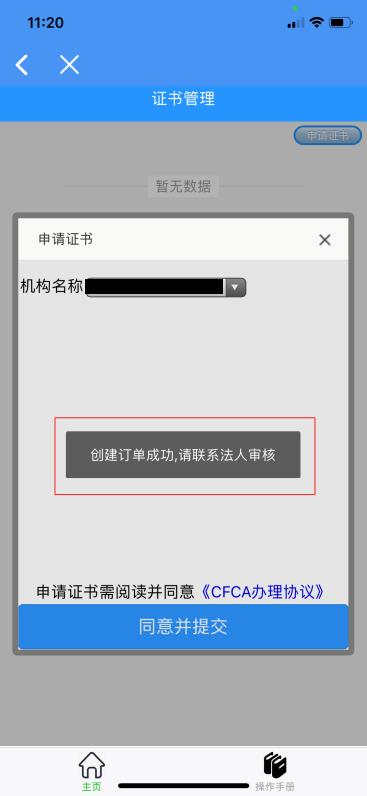 11:20
证书管理
申请证书
暂无数据
申请证书
机构名称
创建订单成功,请联系法人审核
申请证书需阅读并同意《CFCA办理协议》
同意并提交
主页
操作手册